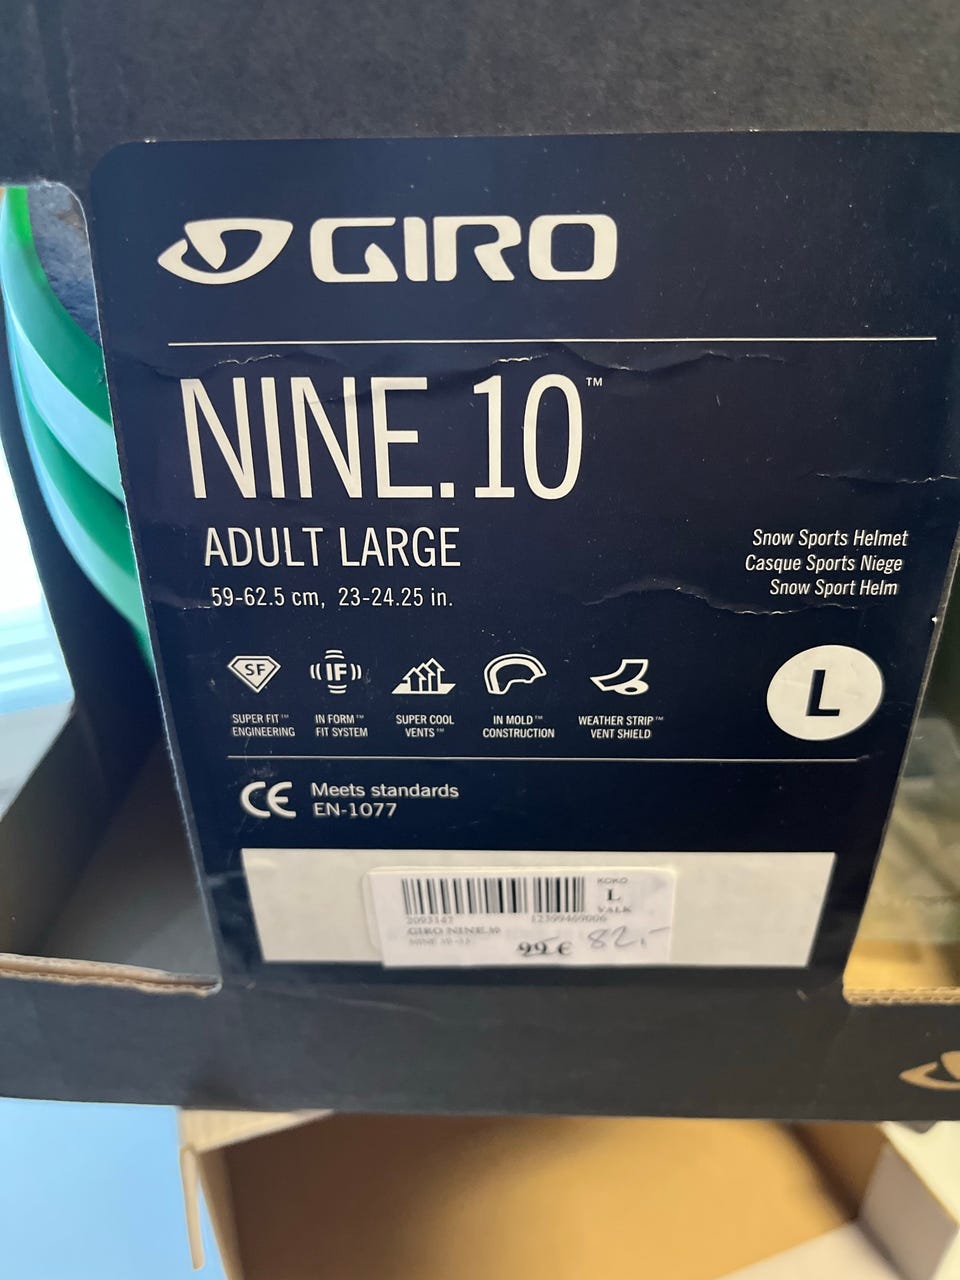 GIRO
NINE.10™
ADULT LARGE
59-62.5 cm, 23-24.25 in.
Snow Sports Helmet
Casque Sports Niege
Snow Sport Helm
SF
IF
SUPER FIT™
ENGINEERING
IN FORM™
FIT SYSTEM
SUPER COOL
VENTS™
IN MOLD™
CONSTRUCTION
WEATHER STRIP™
VENT SHIELD
L
CE
Meets standards
EN-1077
KOKO
L
VALK
2093147
12399469006
GIRO NINE.10
99 €
82,-